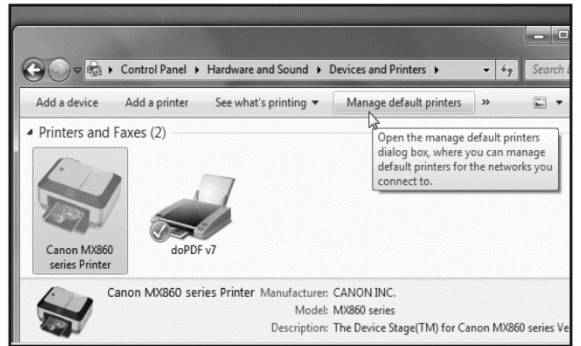 Control Panel ▸ Hardware and Sound ▸ Devices and Printers ▸
Search
Add a device Add a printer See what's printing ▾ Manage default printers »
Printers and Faxes (2)
Open the manage default printers
dialog box, where you can manage
default printers for the networks you
connect to.
Canon MX860
series Printer
doPDF v7
Canon MX860 series Printer Manufacturer: CANON INC.
Model: MX860 series
Description: The Device Stage(TM) for Canon MX860 series Ve